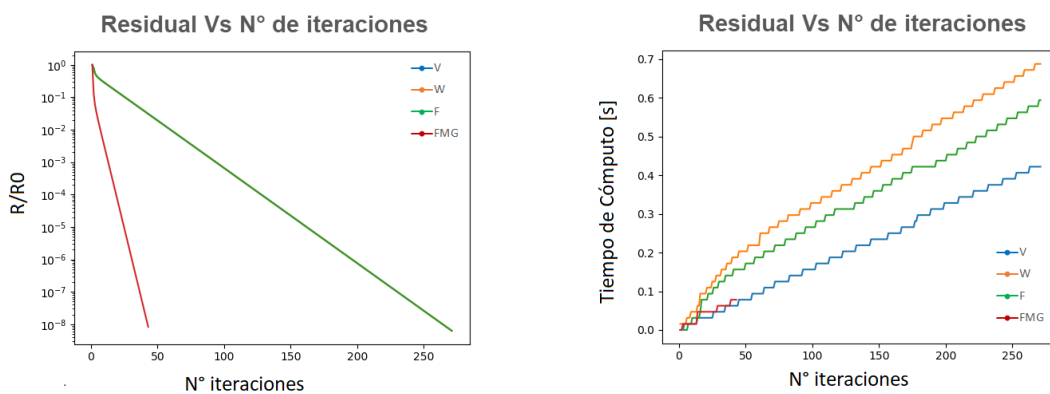 Residual Vs N° de iteraciones
R/R0
10⁰
10⁻¹
10⁻²
10⁻³
10⁻⁴
10⁻⁵
10⁻⁶
10⁻⁷
10⁻⁸
V
W
F
FMG
0
50
100
150
200
250
N° iteraciones
Residual Vs N° de iteraciones
Tiempo de Cómputo [s]
0.7
0.6
0.5
0.4
0.3
0.2
0.1
0.0
V
W
F
FMG
0
50
100
150
200
250
N° iteraciones